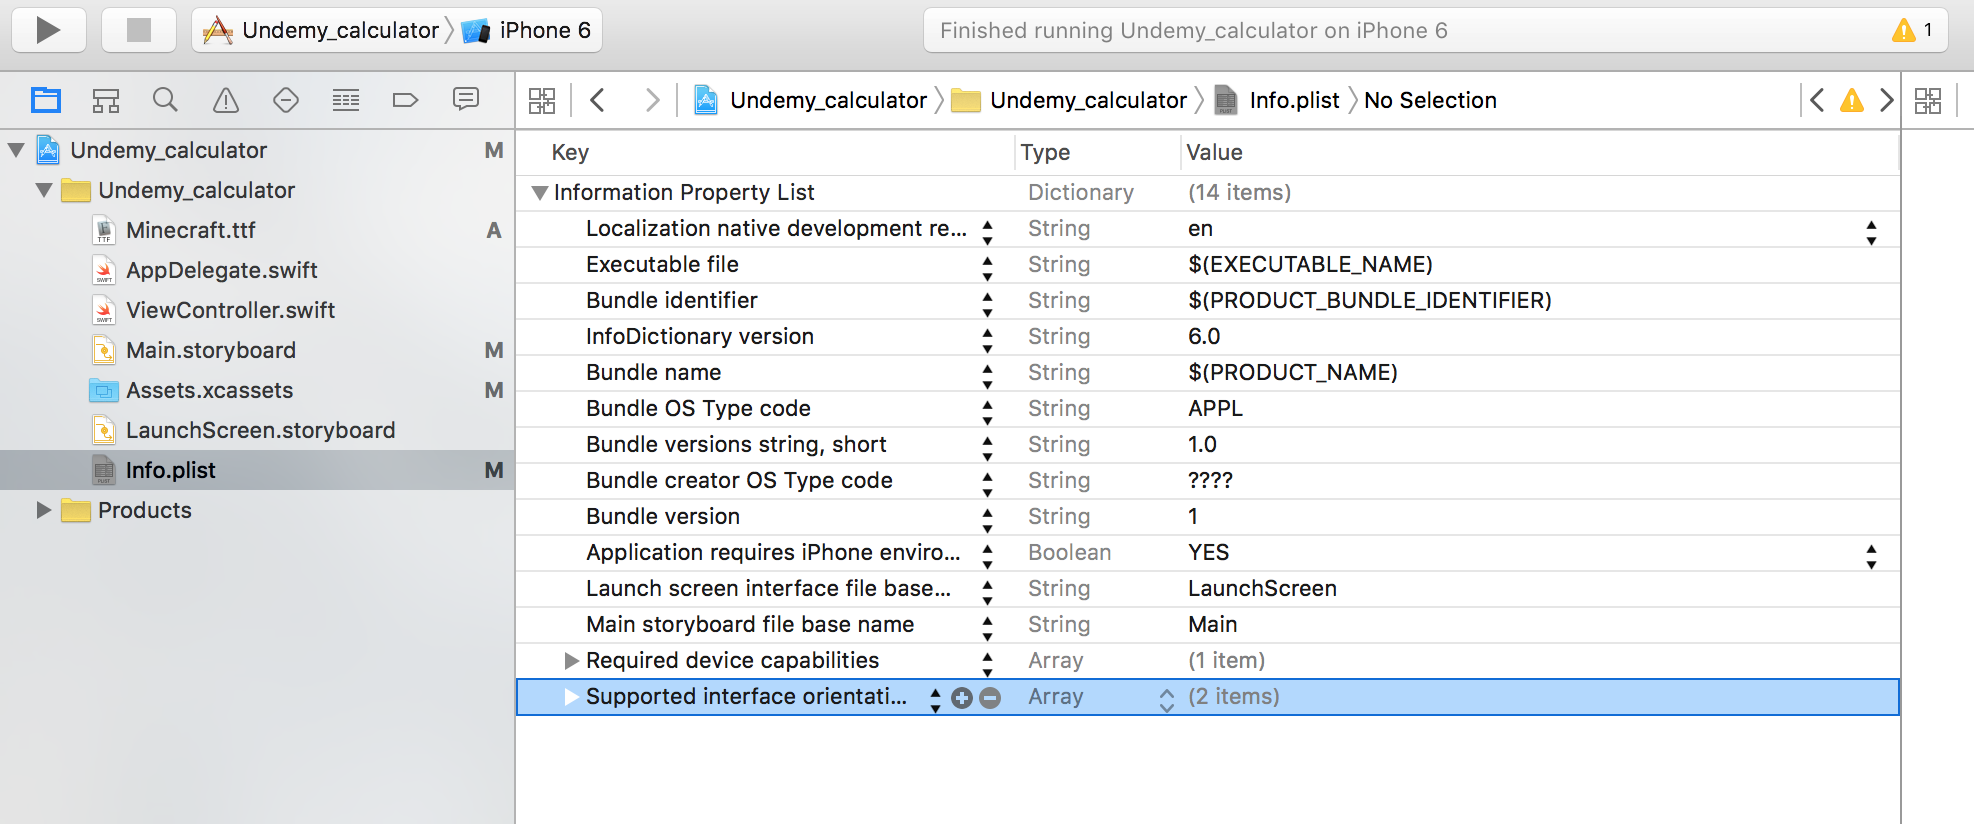 Undemy_calculator iPhone 6
Finished running Undemy_calculator on iPhone 6
1
Undemy_calculator Undemy_calculator Info.plist No Selection
Undemy_calculator M
Undemy_calculator
Minecraft.ttf A
AppDelegate.swift
ViewController.swift
Main.storyboard M
Assets.xcassets M
LaunchScreen.storyboard
Info.plist M
Products
Key Type Value
Information Property List Dictionary (14 items)
Localization native development re... String en
Executable file String $(EXECUTABLE_NAME)
Bundle identifier String $(PRODUCT_BUNDLE_IDENTIFIER)
InfoDictionary version String 6.0
Bundle name String $(PRODUCT_NAME)
Bundle OS Type code String APPL
Bundle versions string, short String 1.0
Bundle creator OS Type code String ????
Bundle version String 1
Application requires iPhone enviro... Boolean YES
Launch screen interface file base... String LaunchScreen
Main storyboard file base name String Main
Required device capabilities Array (1 item)
Supported interface orientati... Array (2 items)